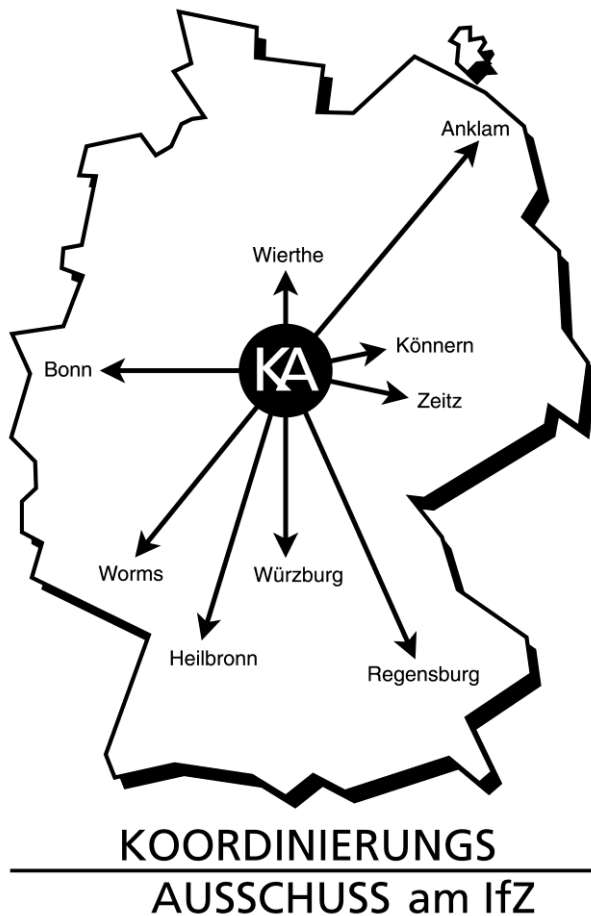 Anklam
Wierthe
Könnern
Bonn
KA
Zeitz
Worms
Würzburg
Heilbronn
Regensburg
KOORDINIERUNGS
AUSSCHUSS am IfZ